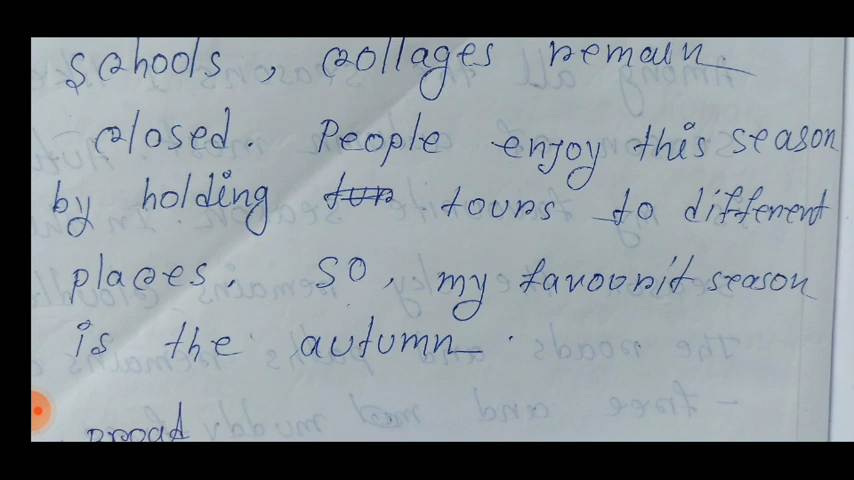 schools, collages remain
closed. People enjoy this season
by holding tur tours to different
places. So, my favourit season
is the autumn.